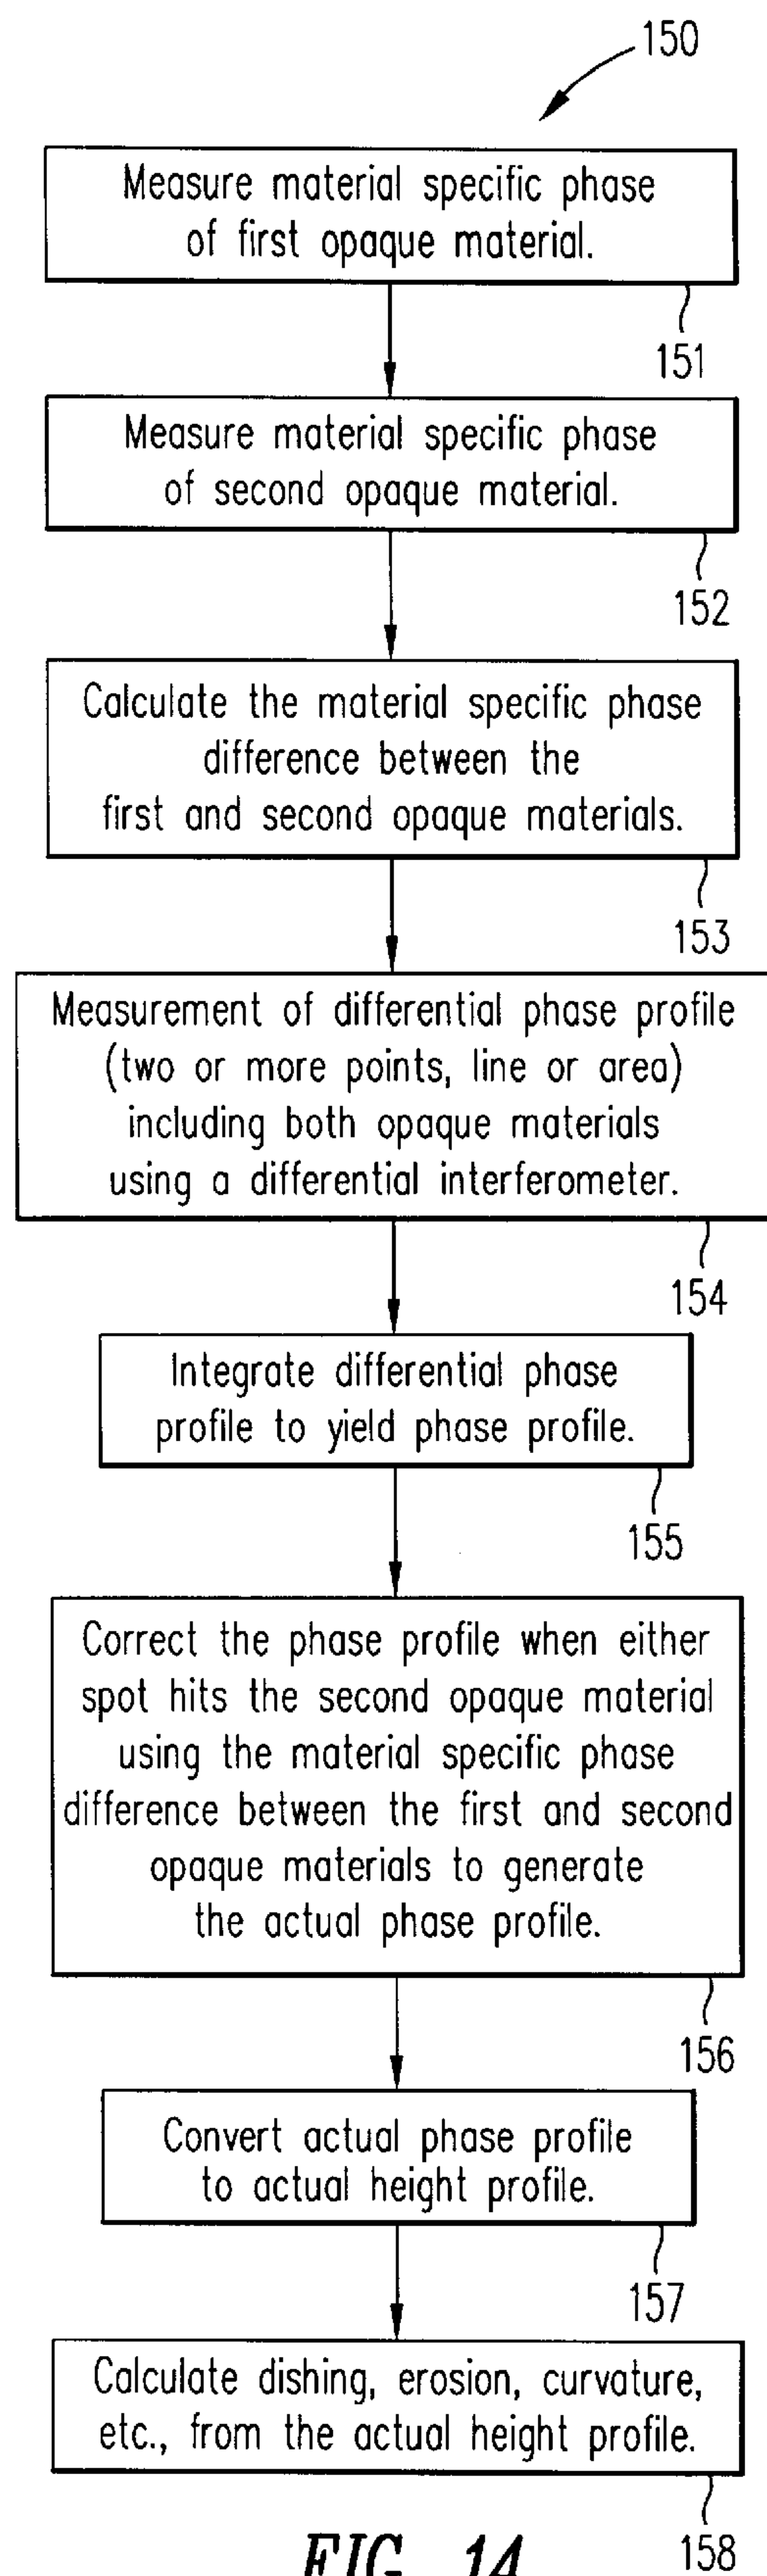 150
Measure material specific phase
of first opaque material.
151
Measure material specific phase
of second opaque material.
152
Calculate the material specific phase
difference between the
first and second opaque materials.
153
Measurement of differential phase profile
(two or more points, line or area)
including both opaque materials
using a differential interferometer.
154
Integrate differential phase
profile to yield phase profile.
155
Correct the phase profile when either
spot hits the second opaque material
using the material specific phase
difference between the first and second
opaque materials to generate
the actual phase profile.
156
Convert actual phase profile
to actual height profile.
157
Calculate dishing, erosion, curvature,
etc., from the actual height profile.
158
FIG. 14